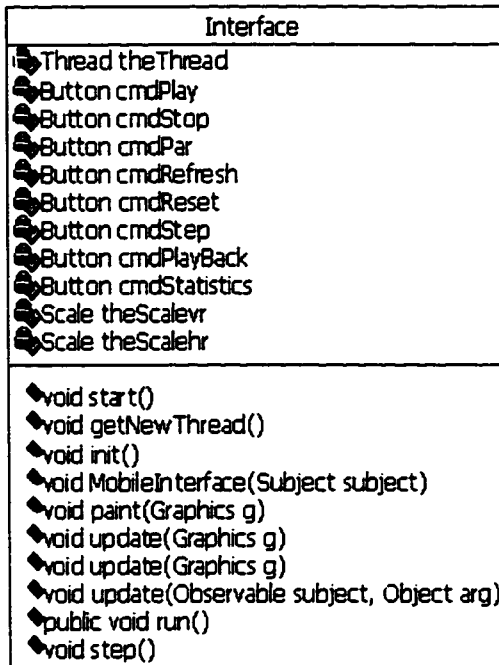 Interface
Thread theThread
Button cmdPlay
Button cmdStop
Button cmdPar
Button cmdRefresh
Button cmdReset
Button cmdStep
Button cmdPlayBack
Button cmdStatistics
Scale theScalevr
Scale theScalehr
void start()
void getNewThread()
void init()
void MobileInterface(Subject subject)
void paint(Graphics g)
void update(Graphics g)
void update(Graphics g)
void update(Observable subject, Object arg)
public void run()
void step()